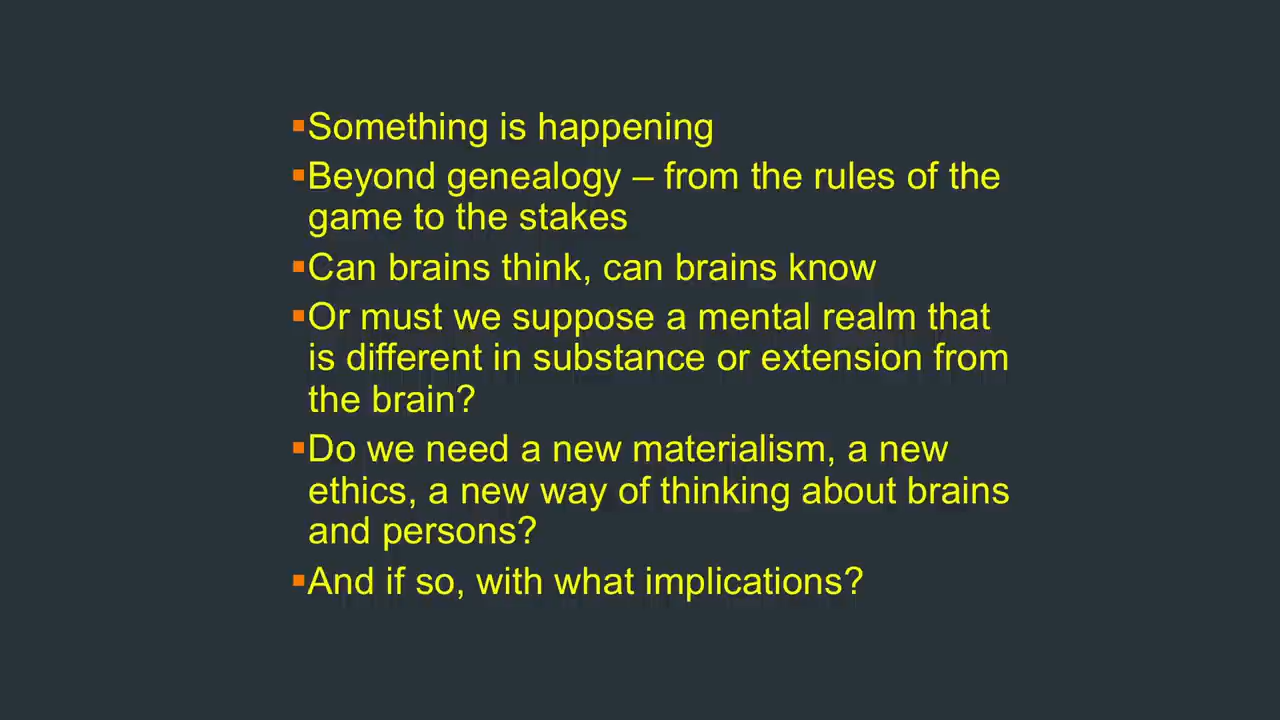 ▪Something is happening
▪Beyond genealogy – from the rules of the
game to the stakes
▪Can brains think, can brains know
▪Or must we suppose a mental realm that
is different in substance or extension from
the brain?
▪Do we need a new materialism, a new
ethics, a new way of thinking about brains
and persons?
▪And if so, with what implications?